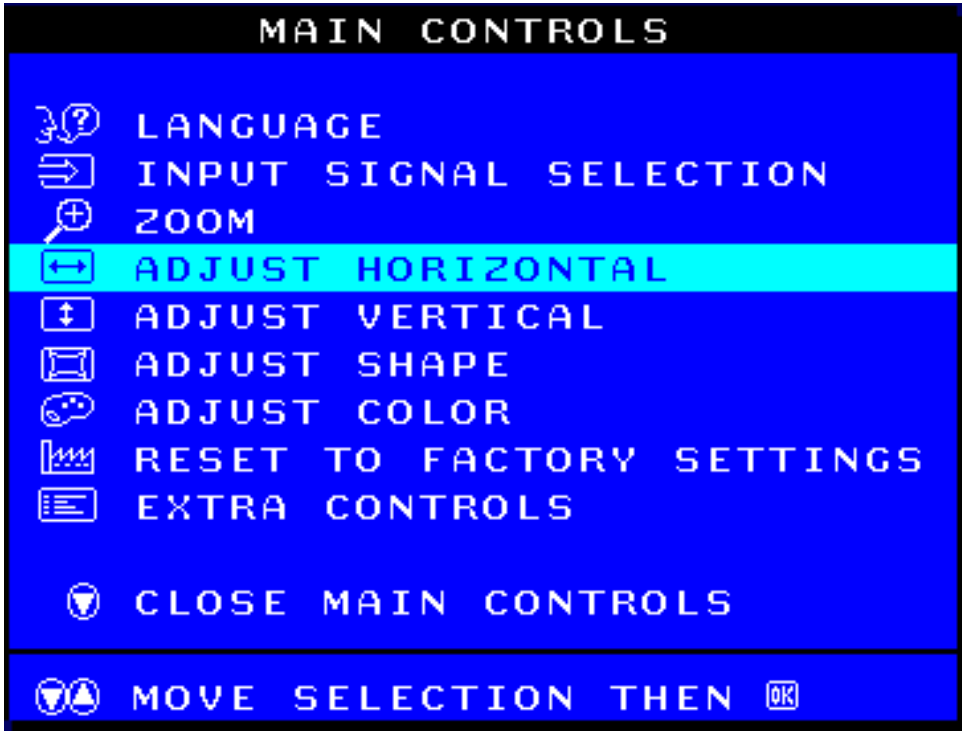 MAIN CONTROLS
LANGUAGE
INPUT SIGNAL SELECTION
ZOOM
ADJUST HORIZONTAL
ADJUST VERTICAL
ADJUST SHAPE
ADJUST COLOR
RESET TO FACTORY SETTINGS
EXTRA CONTROLS
CLOSE MAIN CONTROLS
MOVE SELECTION THEN OK